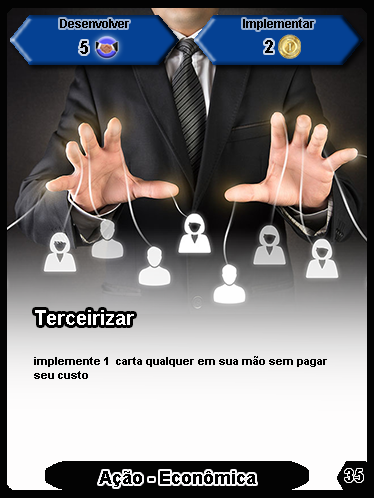 Desenvolver
5
Implementar
2
Terceirizar
implemente 1 carta qualquer em sua mão sem pagar
seu custo
Ação - Econômica
35